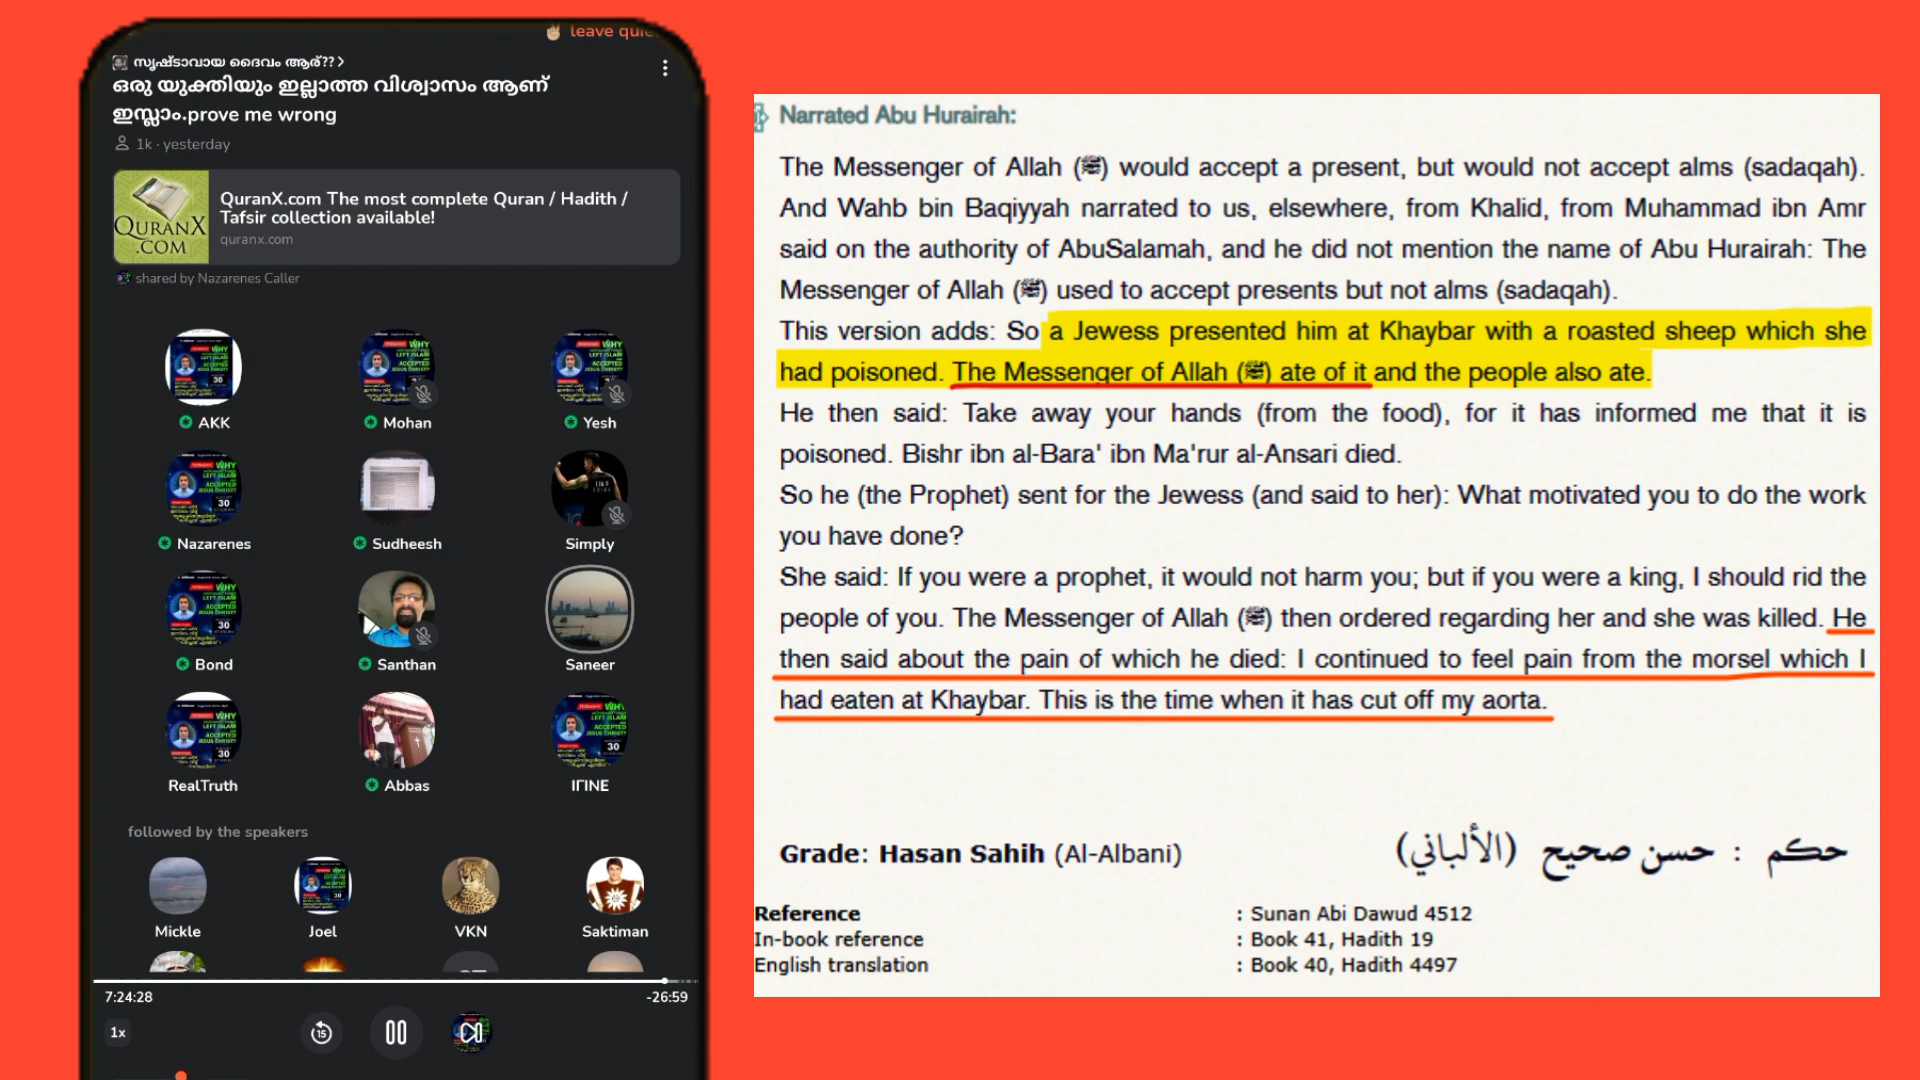 leave quie
സൃഷ്ടാവായ ദൈവം ആര്?? >
ഒരു യുക്തിയും ഇല്ലാത്ത വിശ്വാസം ആണ്
ഇസ്ലാം.prove me wrong
1k · yesterday
QURANX
.COM
QuranX.com The most complete Quran / Hadith /
Tafsir collection available!
quranx.com
shared by Nazarenes Caller
AKK
Mohan
Yesh
Nazarenes
Sudheesh
Simply
Bond
Santhan
Saneer
RealTruth
Abbas
IΓINE
followed by the speakers
Mickle
Joel
VKN
Saktiman
7:24:28
-26:59
1x
15
Narrated Abu Hurairah:
The Messenger of Allah (ﷺ) would accept a present, but would not accept alms (sadaqah).
And Wahb bin Baqiyyah narrated to us, elsewhere, from Khalid, from Muhammad ibn Amr
said on the authority of AbuSalamah, and he did not mention the name of Abu Hurairah: The
Messenger of Allah (ﷺ) used to accept presents but not alms (sadaqah).
This version adds: So a Jewess presented him at Khaybar with a roasted sheep which she
had poisoned. The Messenger of Allah (ﷺ) ate of it and the people also ate.
He then said: Take away your hands (from the food), for it has informed me that it is
poisoned. Bishr ibn al-Bara' ibn Ma'rur al-Ansari died.
So he (the Prophet) sent for the Jewess (and said to her): What motivated you to do the work
you have done?
She said: If you were a prophet, it would not harm you; but if you were a king, I should rid the
people of you. The Messenger of Allah (ﷺ) then ordered regarding her and she was killed. He
then said about the pain of which he died: I continued to feel pain from the morsel which I
had eaten at Khaybar. This is the time when it has cut off my aorta.
Grade: Hasan Sahih (Al-Albani)
حكم : حسن صحيح (الألباني)
Reference : Sunan Abi Dawud 4512
In-book reference : Book 41, Hadith 19
English translation : Book 40, Hadith 4497